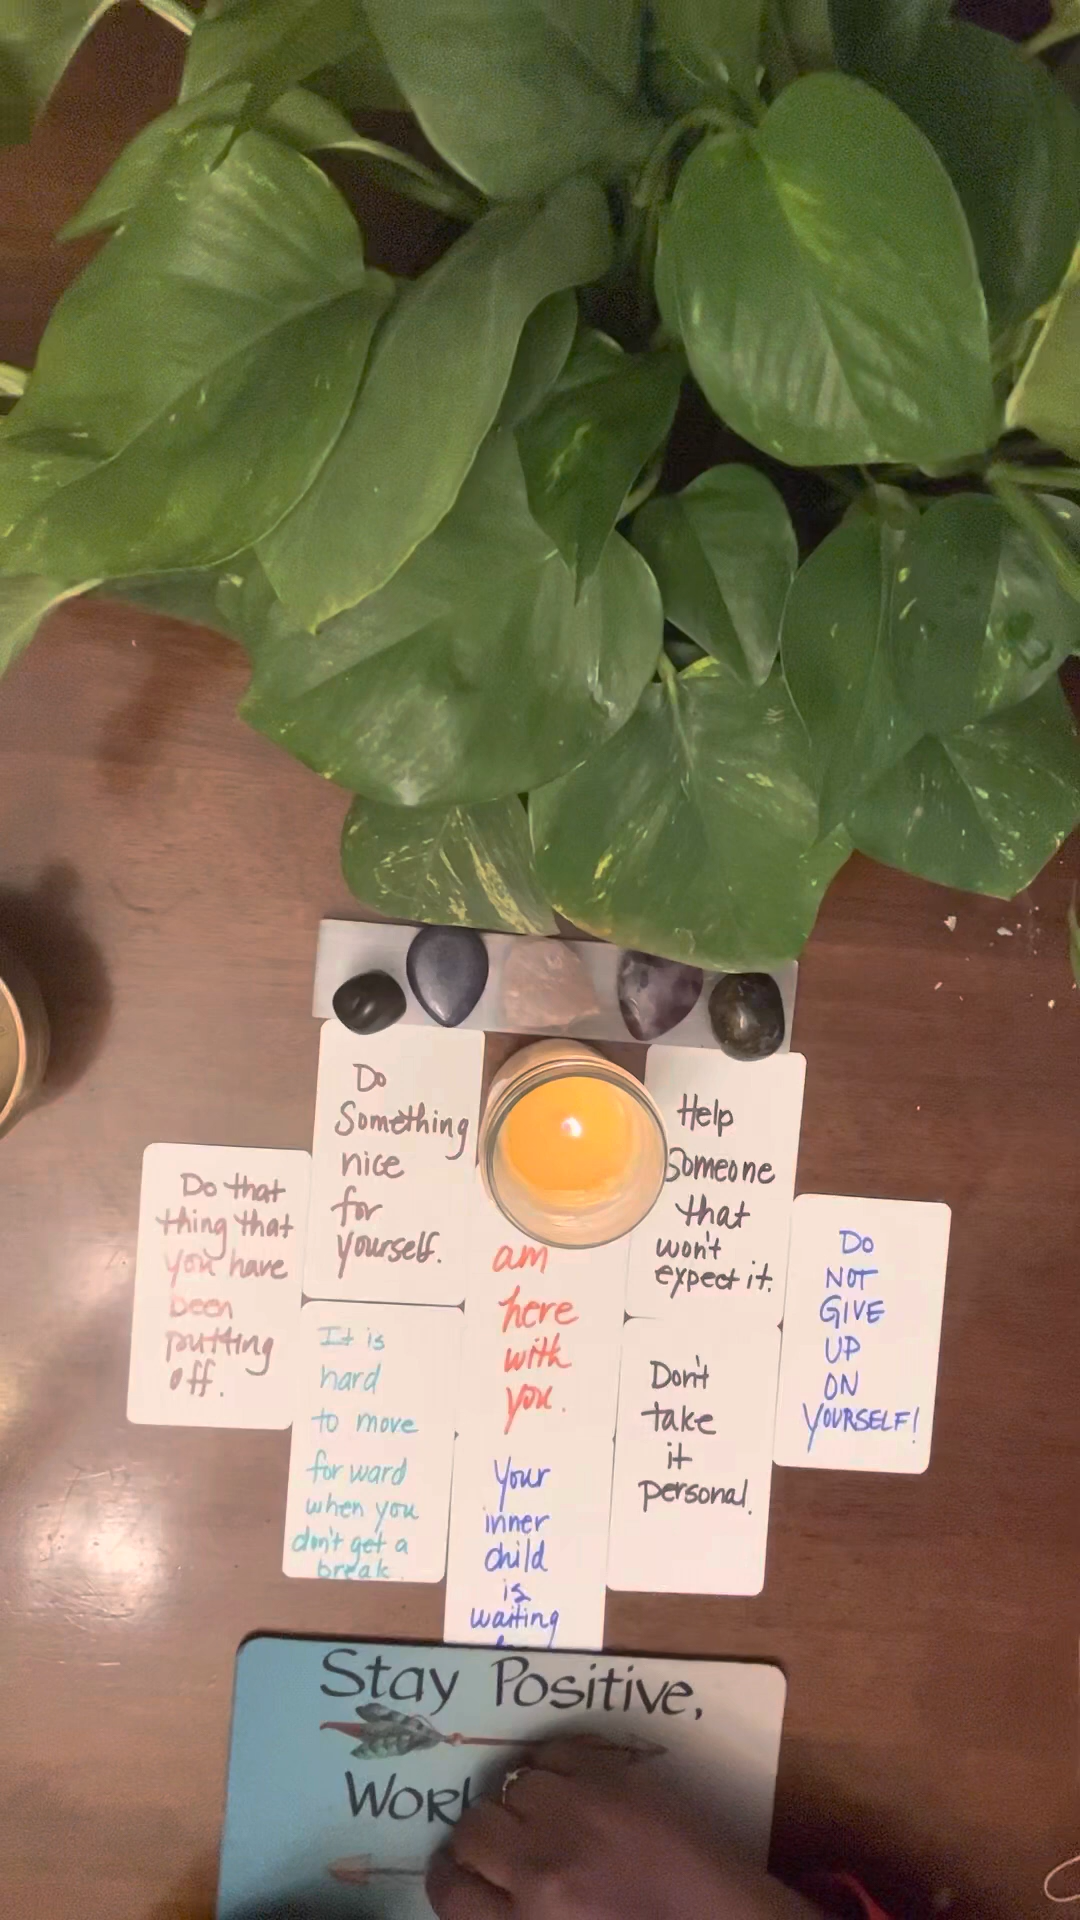 Do that
thing that
you have
been
putting
off.
Do
Something
nice
for
yourself.
It is
hard
to move
forward
when you
don't get a
break.
am
here
with
you.
Your
inner
child
is
waiting
Help
Someone
that
won't
expect it.
Don't
take
it
personal.
DO
NOT
GIVE
UP
ON
YOURSELF!
Stay Positive,